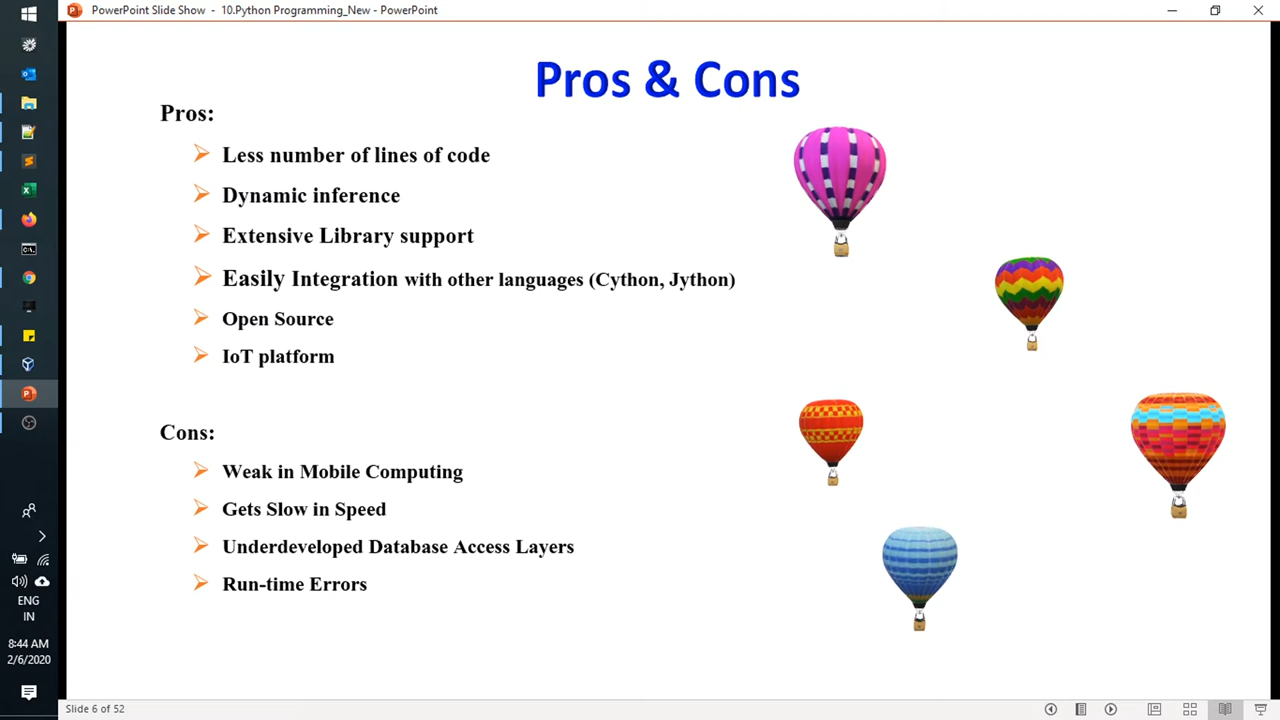 PowerPoint Slide Show - 10.Python Programming_New - PowerPoint
Pros & Cons
Pros:
Less number of lines of code
Dynamic inference
Extensive Library support
Easily Integration with other languages (Cython, Jython)
Open Source
IoT platform
Cons:
Weak in Mobile Computing
Gets Slow in Speed
Underdeveloped Database Access Layers
Run-time Errors
ENG
IN
8:44 AM
2/6/2020
Slide 6 of 52